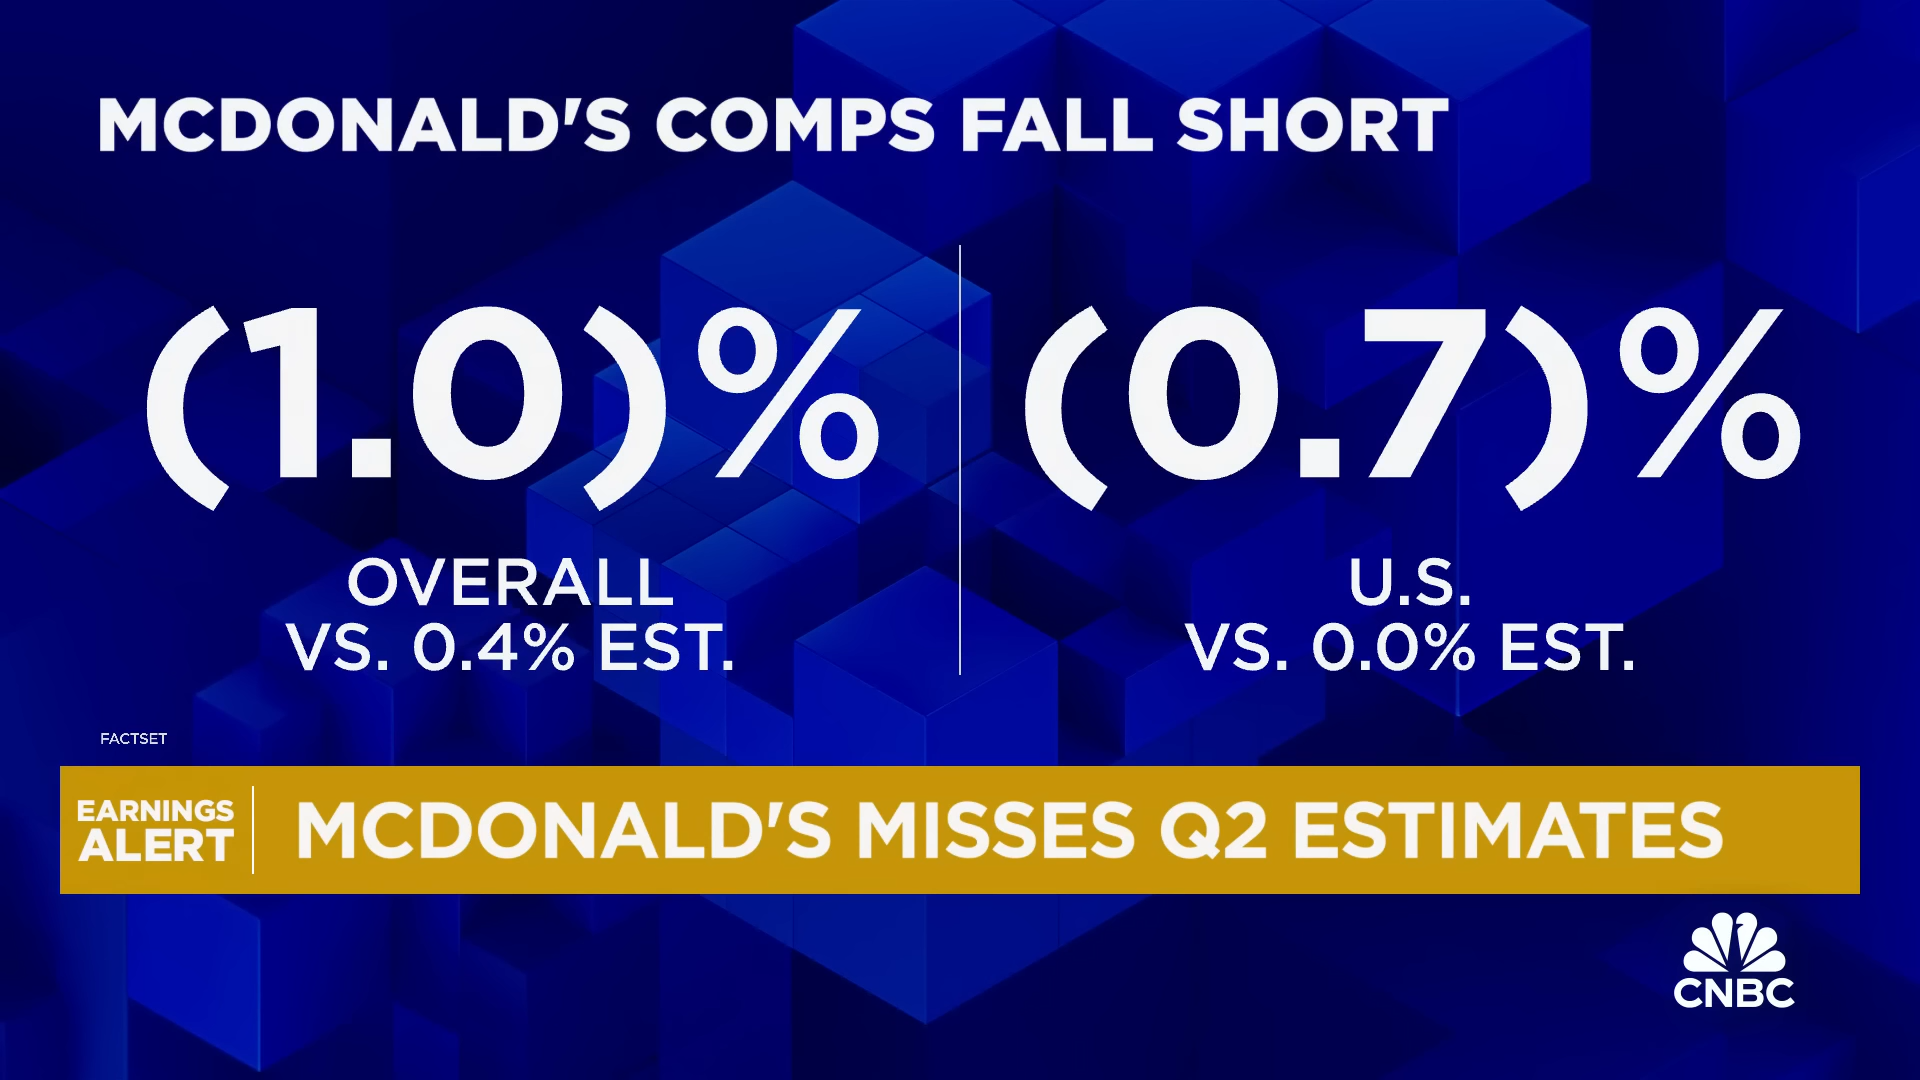 MCDONALD'S COMPS FALL SHORT
(1.0)%
OVERALL
VS. 0.4% EST.
(0.7)%
U.S.
VS. 0.0% EST.
FACTSET
EARNINGS
ALERT
MCDONALD'S MISSES Q2 ESTIMATES
CNBC